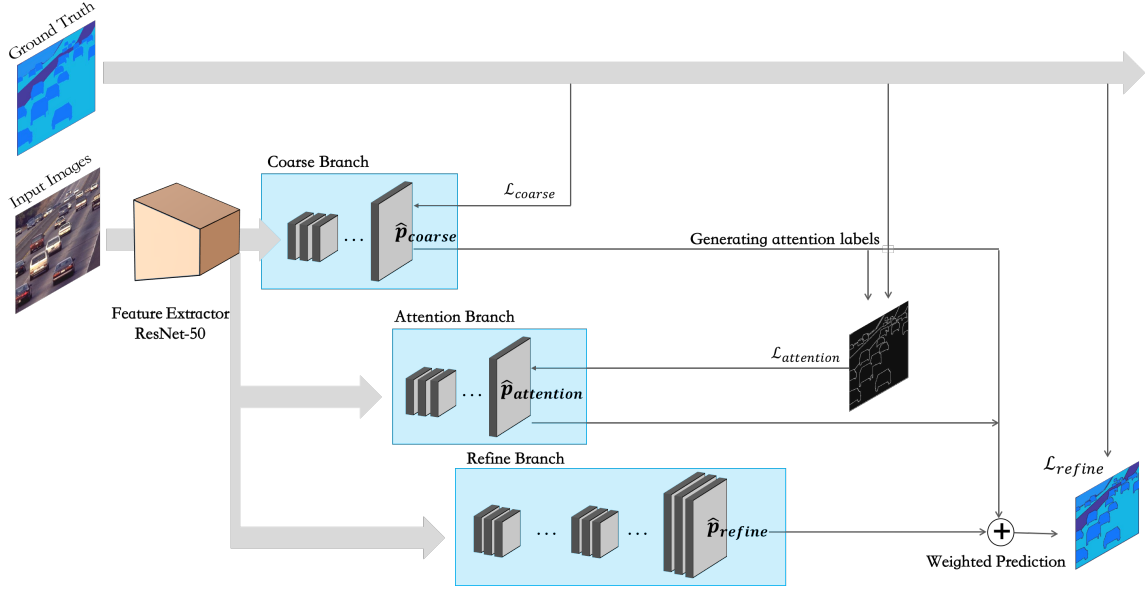 Ground Truth
Input Images
Coarse Branch
ℒ_coarse
p̂_coarse
...
Generating attention labels
Feature Extractor
ResNet-50
Attention Branch
ℒ_attention
p̂_attention
...
Refine Branch
ℒ_refine
p̂_refine
...
...
+
Weighted Prediction